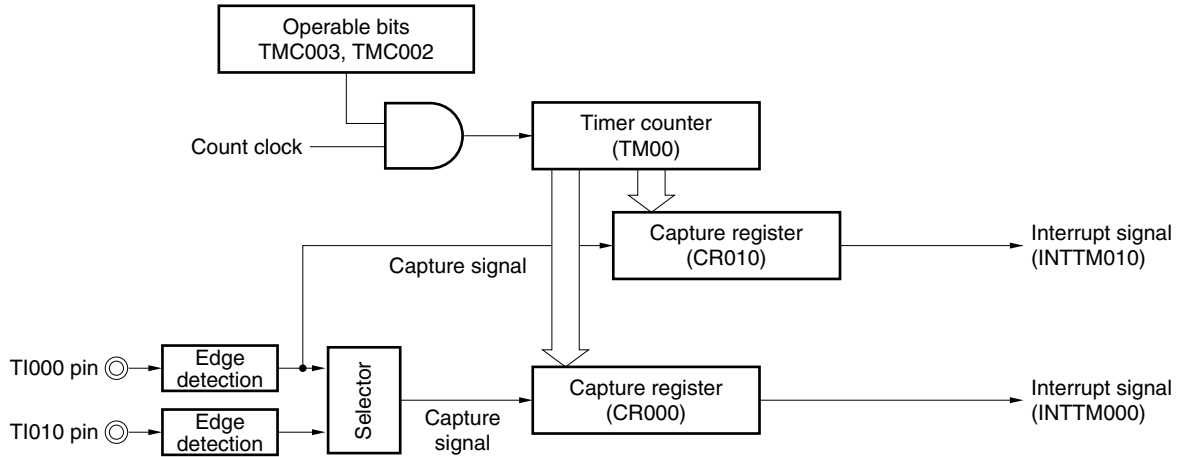 Operable bits
TMC003, TMC002
Count clock
Timer counter
(TM00)
Capture register
(CR010)
Interrupt signal
(INTTM010)
Capture signal
TI000 pin
Edge
detection
Selector
Capture register
(CR000)
Interrupt signal
(INTTM000)
TI010 pin
Edge
detection
Capture
signal